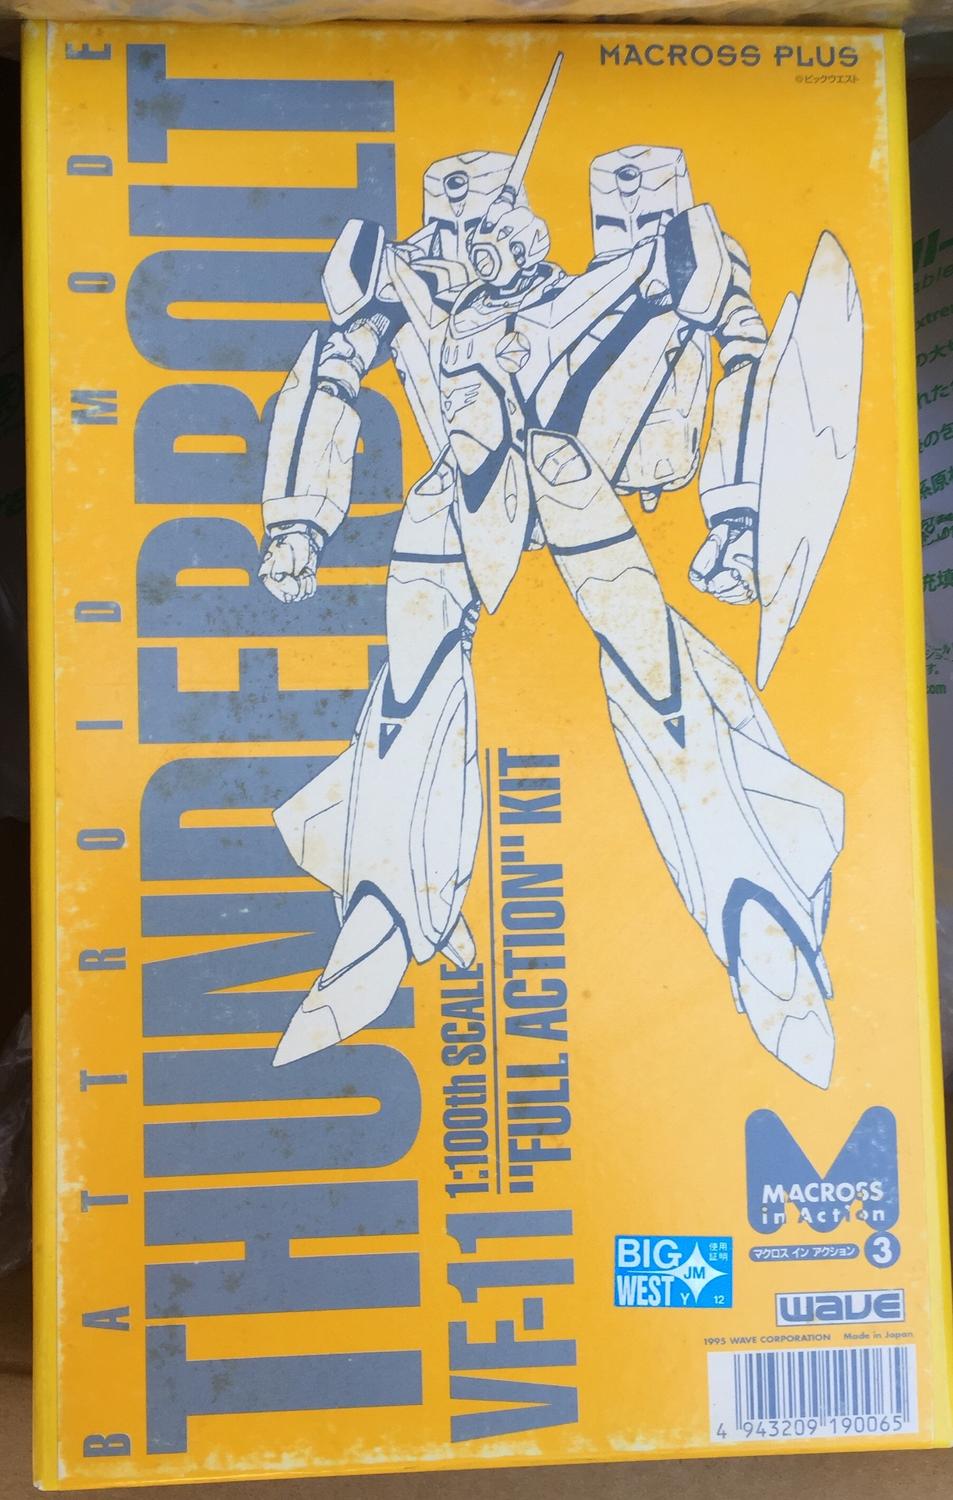 MACROSS PLUS
©ビックウエスト
BATTROID MODE
THUNDERBOLT
VF-11
1:100th SCALE
"FULL ACTION" KIT
MACROSS
in Action
マクロス イン アクション 3
BIG
WEST
JM
使用
証明
Y 12
WAVE
1995 WAVE CORPORATION Made in Japan
4 943209 190065